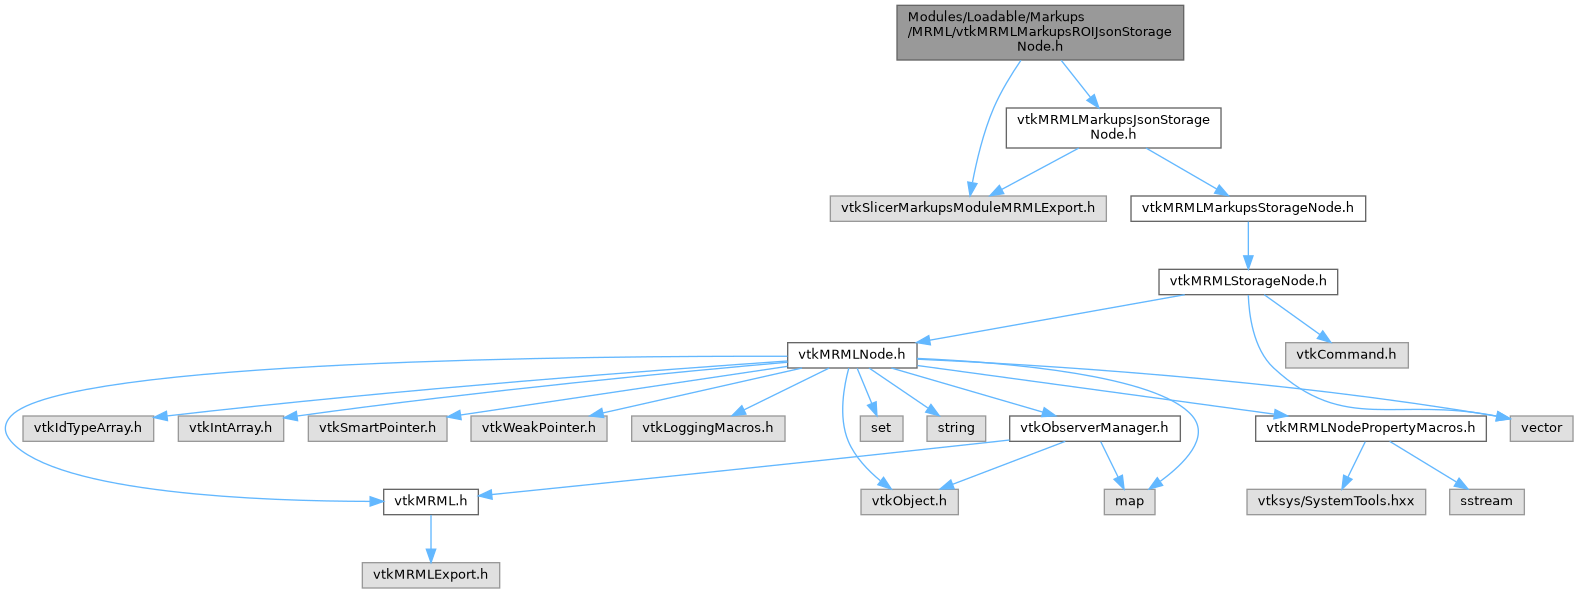 Modules/Loadable/Markups
/MRML/vtkMRMLMarkupsROIJsonStorage
Node.h
vtkMRMLMarkupsJsonStorage
Node.h
vtkSlicerMarkupsModuleMRMLExport.h
vtkMRMLMarkupsStorageNode.h
vtkMRMLStorageNode.h
vtkMRMLNode.h
vtkCommand.h
vtkIdTypeArray.h
vtkIntArray.h
vtkSmartPointer.h
vtkWeakPointer.h
vtkLoggingMacros.h
set
string
vtkObserverManager.h
vtkMRMLNodePropertyMacros.h
vector
vtkMRML.h
vtkObject.h
map
vtksys/SystemTools.hxx
sstream
vtkMRMLExport.h